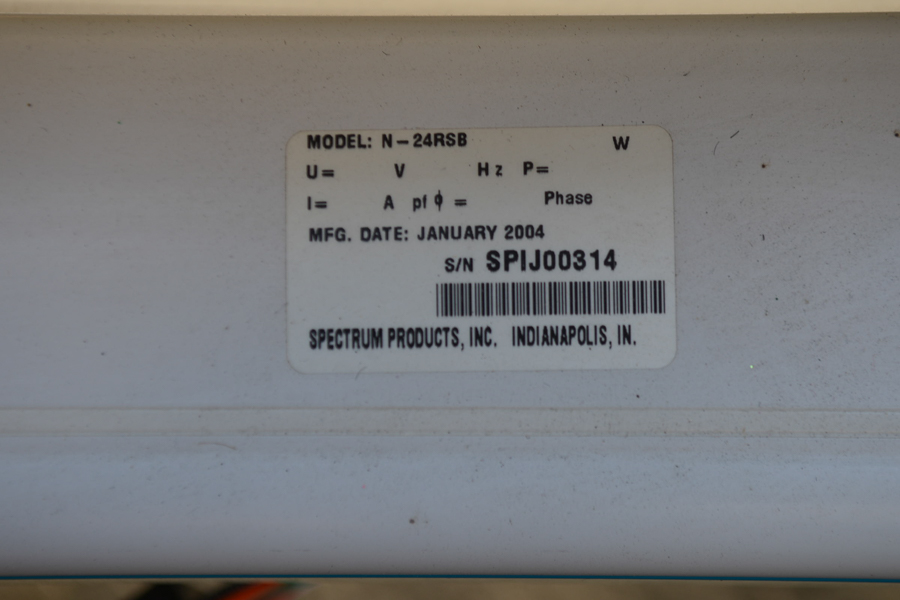 MODEL: N-24RSB W
U= V Hz P=
I= A pf ϕ = Phase
MFG. DATE: JANUARY 2004
S/N SPIJ00314
SPECTRUM PRODUCTS, INC. INDIANAPOLIS, IN.